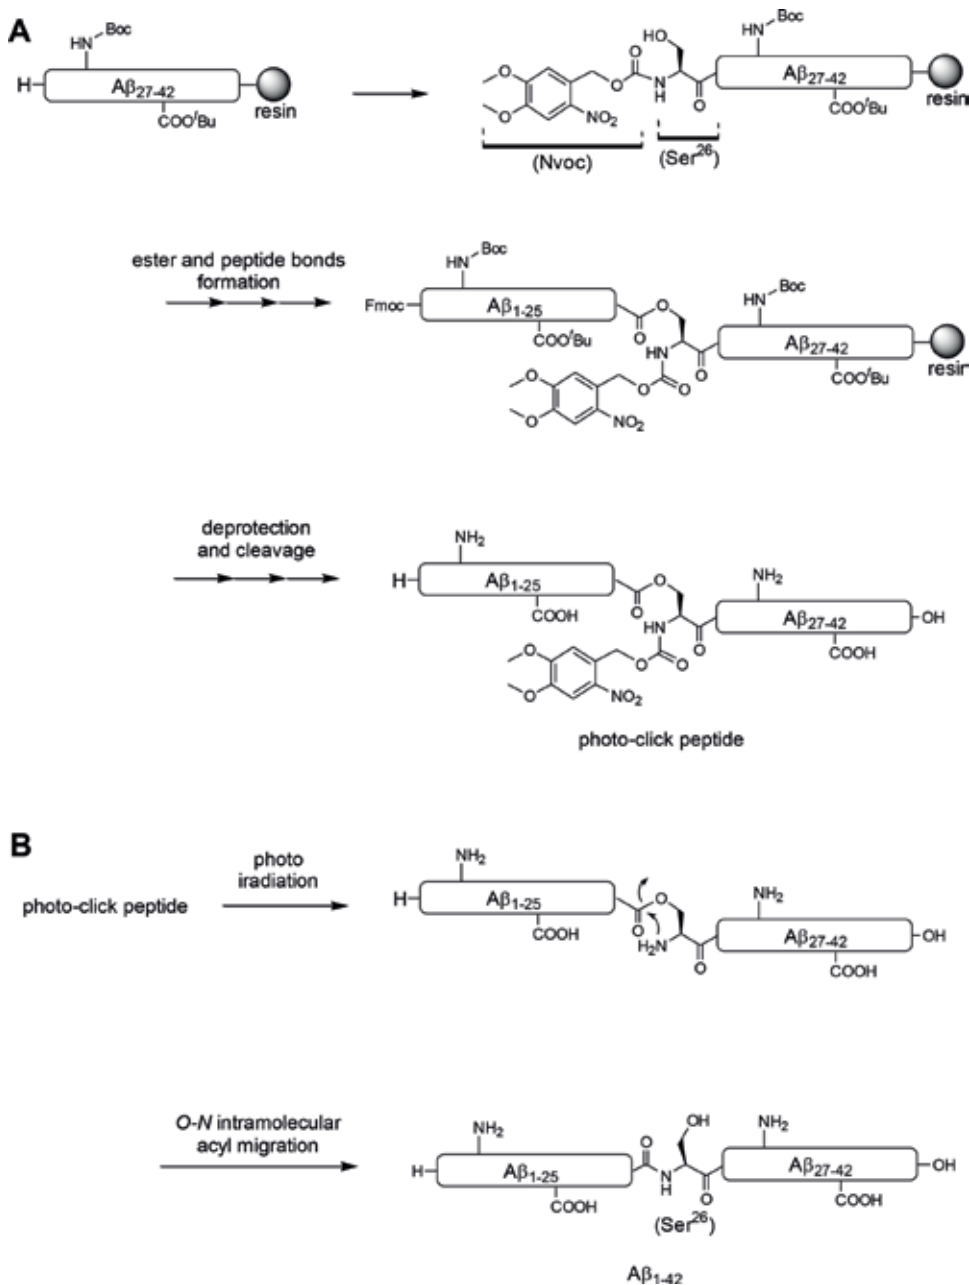 A
Boc
HN
H
Aβ27-42
COOtBu
resin
HO
O
O
O
O
NO2
N
H
O
Boc
HN
Aβ27-42
COOtBu
resin
(Nvoc)
(Ser26)
ester and peptide bonds
formation
Boc
HN
Fmoc
Aβ1-25
COOtBu
O
O
HN
O
Boc
HN
Aβ27-42
COOtBu
resin
O
O
O
O
NO2
deprotection
and cleavage
NH2
H
Aβ1-25
COOH
O
O
HN
O
NH2
Aβ27-42
OH
COOH
O
O
O
O
NO2
photo-click peptide
B
photo-click peptide
photo
iradiation
NH2
H
Aβ1-25
COOH
O
O
H2N
O
NH2
Aβ27-42
OH
COOH
O-N intramolecular
acyl migration
NH2
H
Aβ1-25
COOH
O
N
H
OH
O
NH2
Aβ27-42
OH
COOH
(Ser26)
Aβ1-42